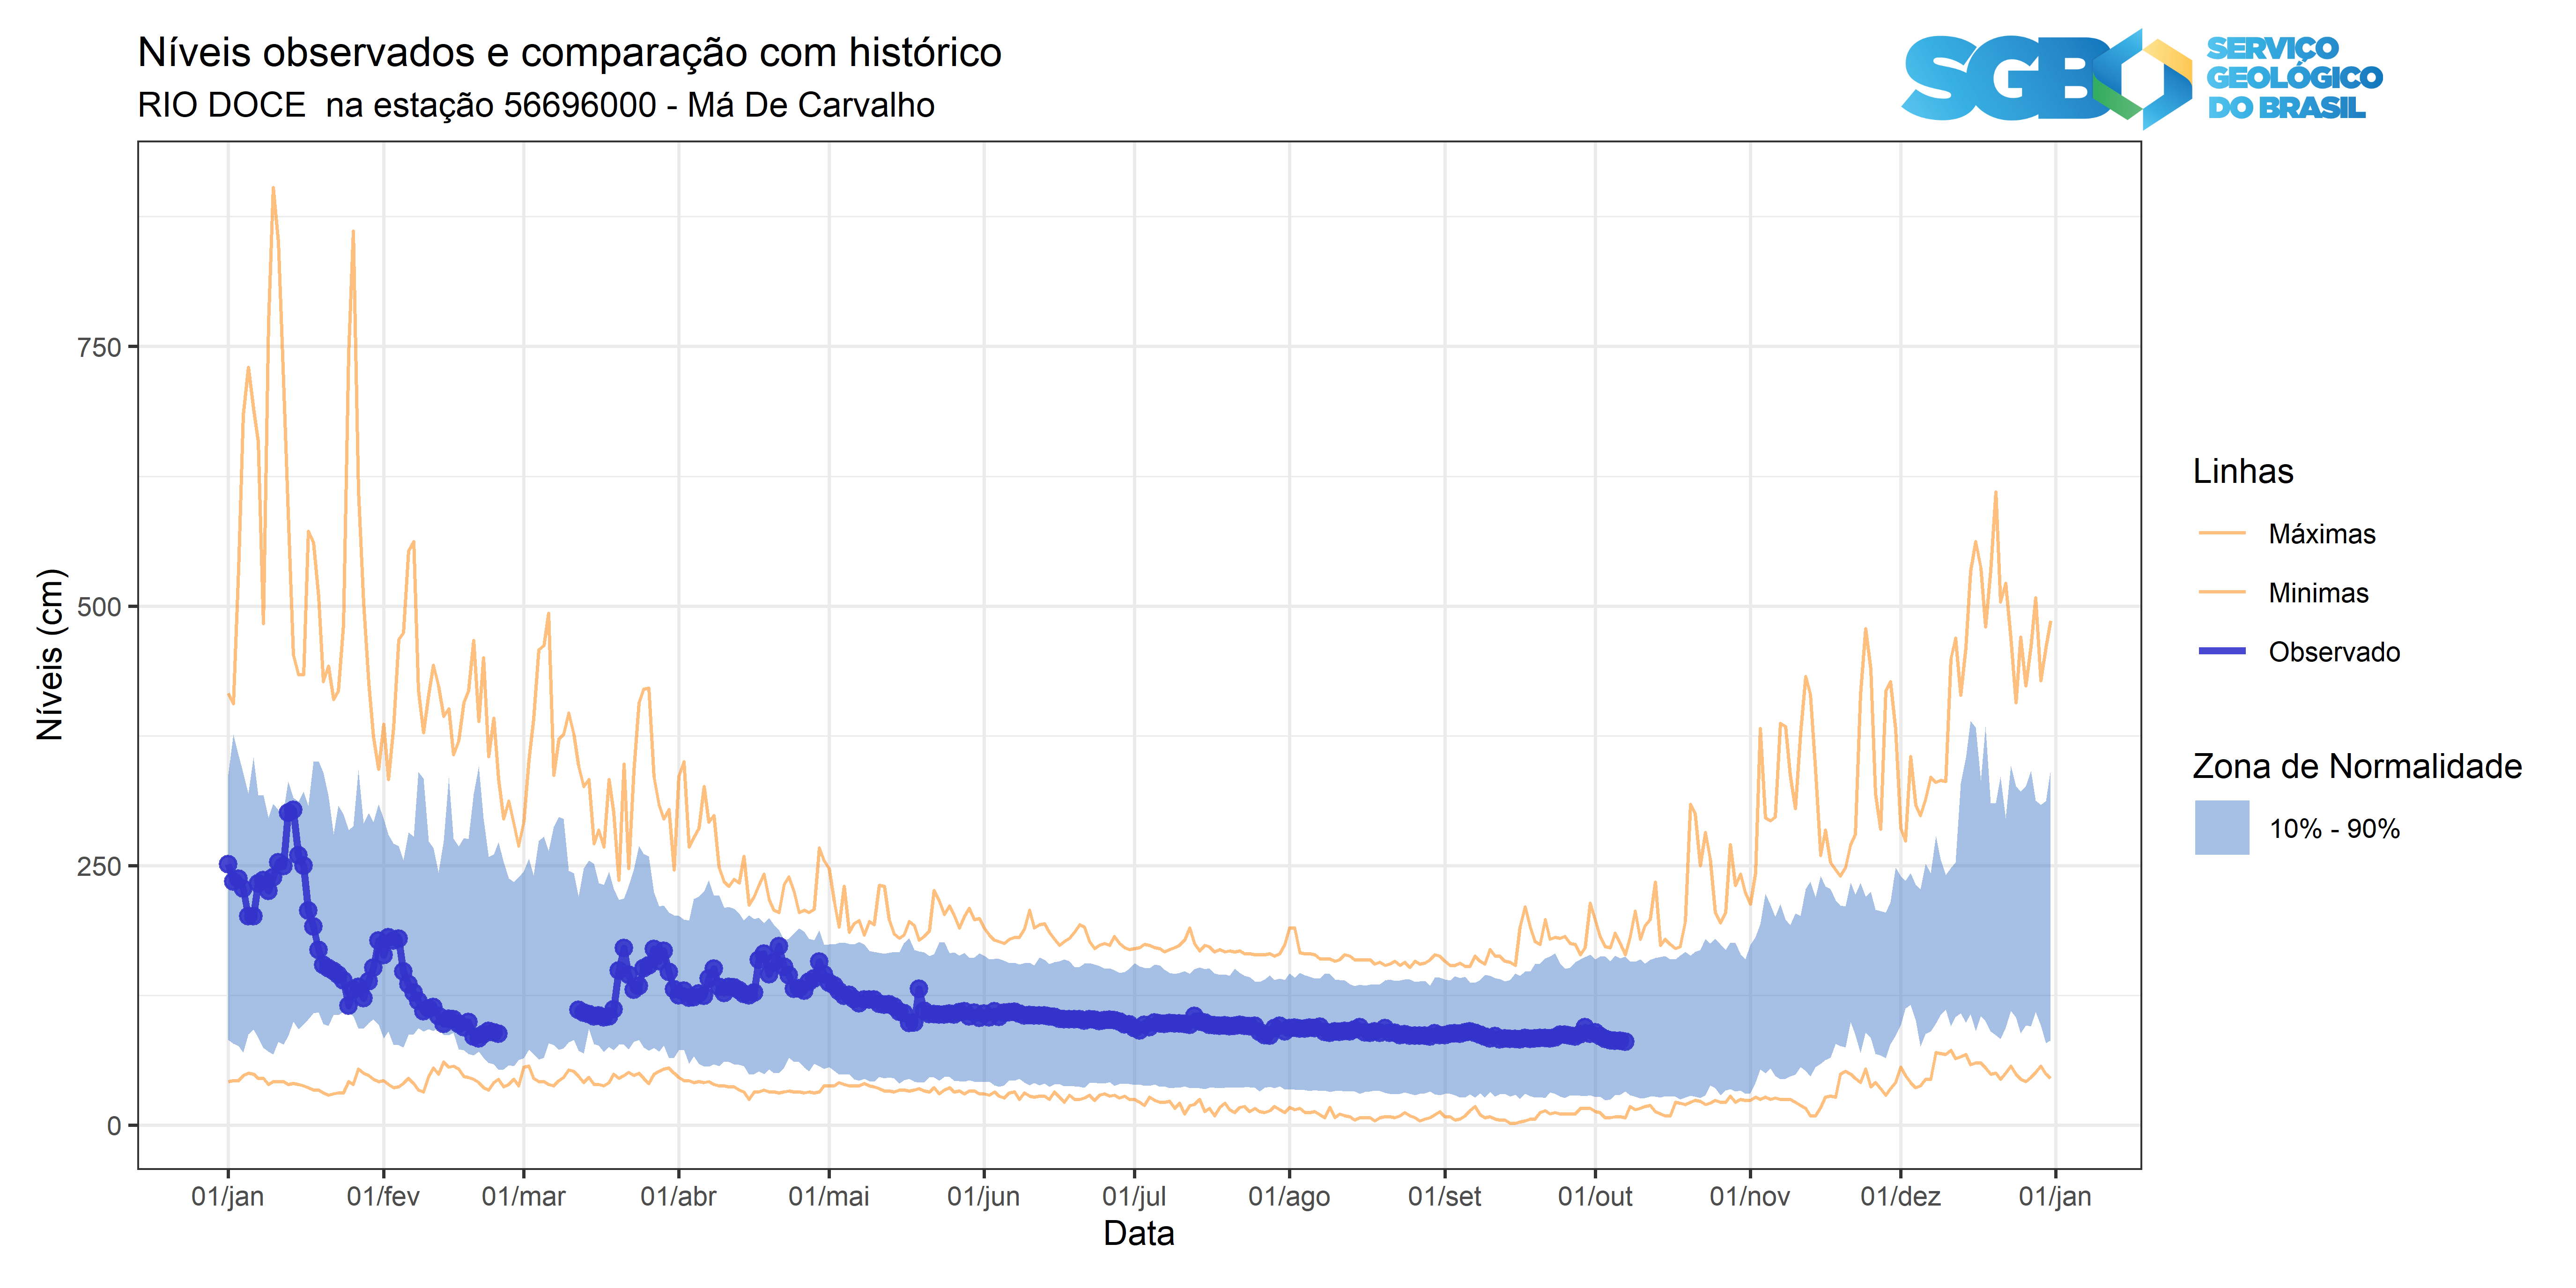 Níveis observados e comparação com histórico
RIO DOCE  na estação 56696000 - Má De Carvalho
SGB
SERVIÇO
GEOLÓGICO
DO BRASIL
Níveis (cm)
750
500
250
0
01/jan 01/fev 01/mar 01/abr 01/mai 01/jun 01/jul 01/ago 01/set 01/out 01/nov 01/dez 01/jan
Data
Linhas
Máximas
Minimas
Observado
Zona de Normalidade
10% - 90%